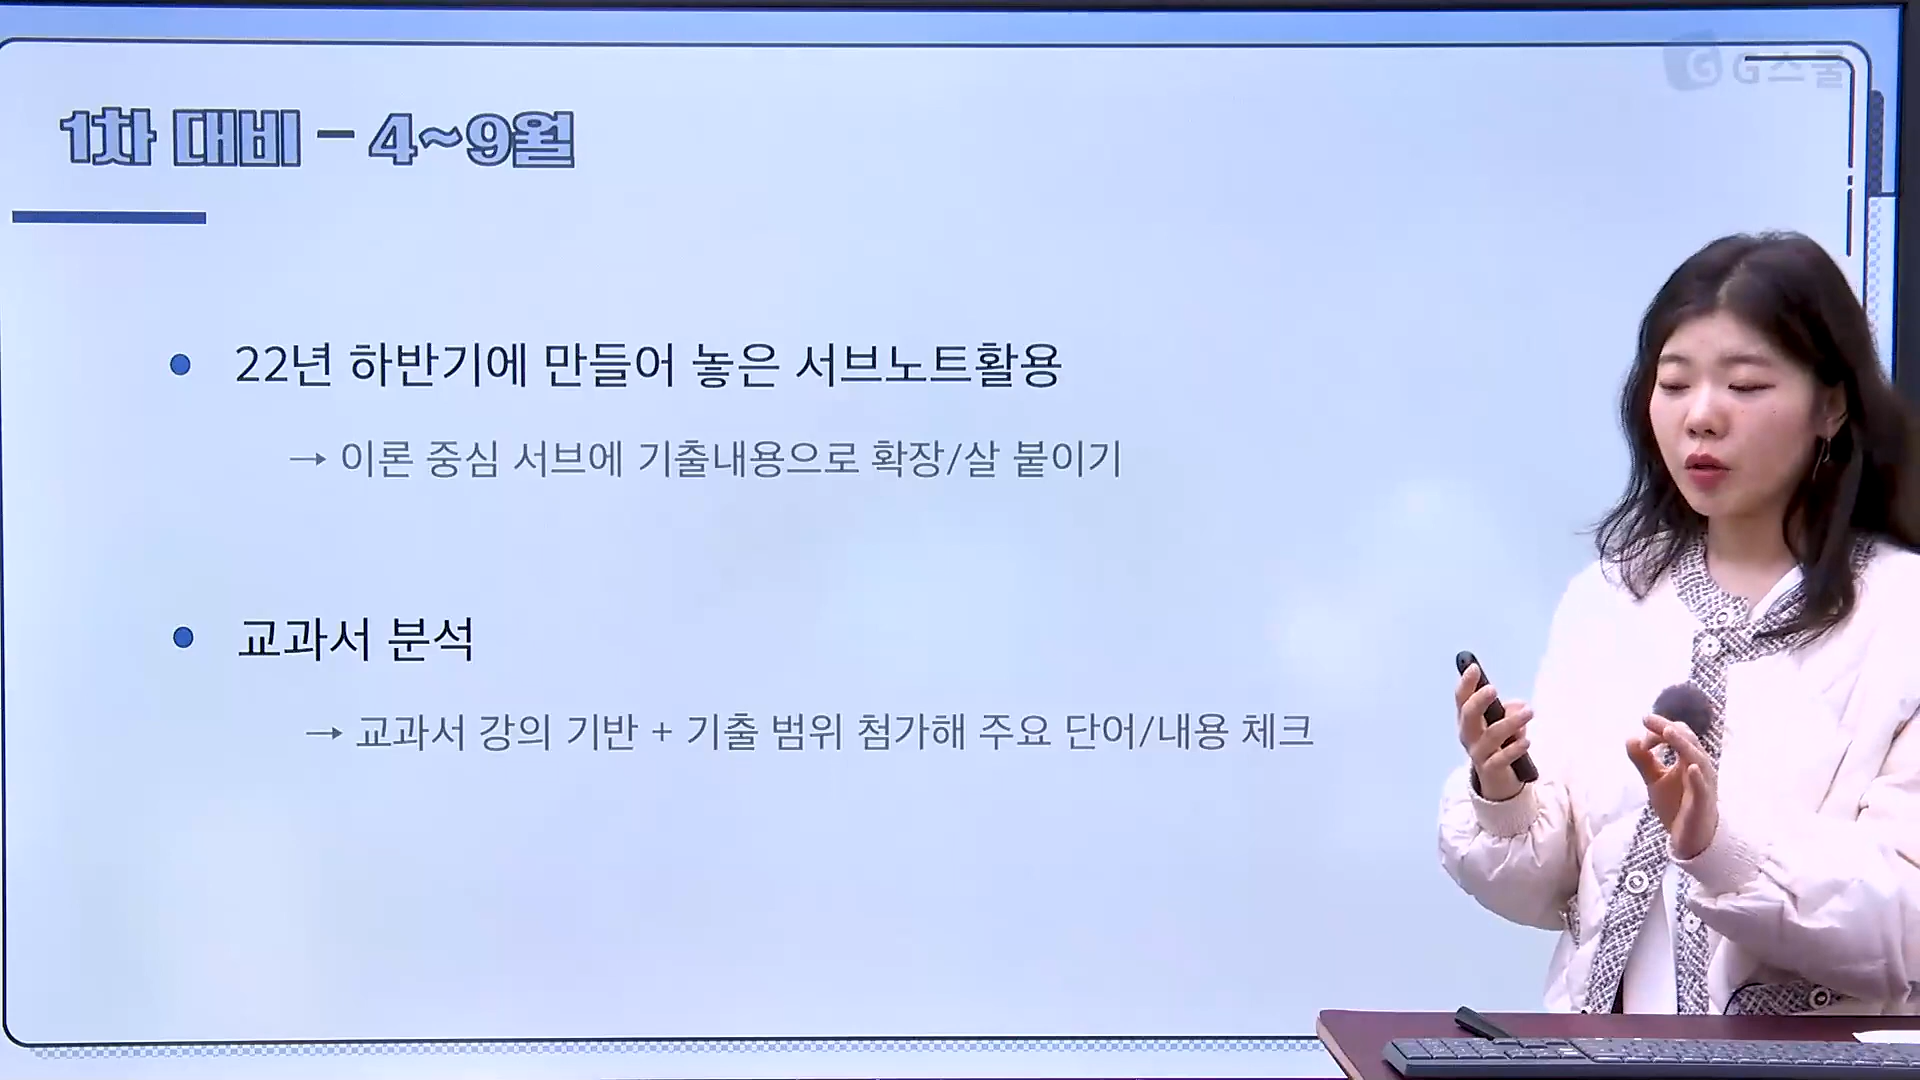 G스쿨
1차 대비 – 4~9월
22년 하반기에 만들어 놓은 서브노트활용
→ 이론 중심 서브에 기출내용으로 확장/살 붙이기
교과서 분석
→ 교과서 강의 기반 + 기출 범위 첨가해 주요 단어/내용 체크